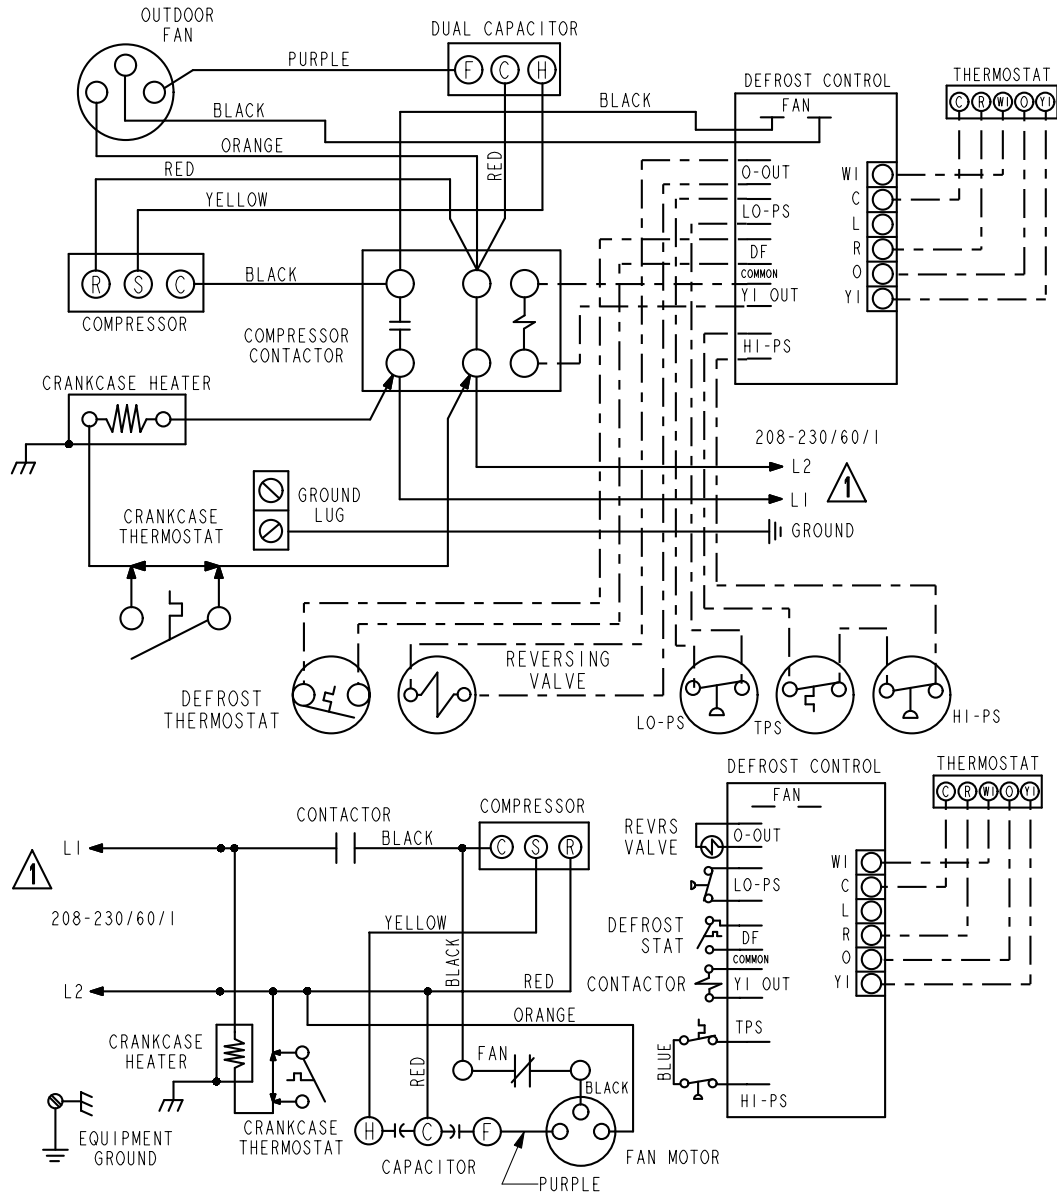 OUTDOOR
FAN
DUAL CAPACITOR
PURPLE
F C H
DEFROST CONTROL
THERMOSTAT
C R W1 O Y1
BLACK
FAN
BLACK
ORANGE
RED
RED
YELLOW
O-OUT
LO-PS
DF
COMMON
Y1 OUT
HI-PS
W1
C
L
R
O
Y1
R S C
BLACK
COMPRESSOR
COMPRESSOR
CONTACTOR
CRANKCASE HEATER
208-230/60/1
L2
L1
1
GROUND
LUG
GROUND
CRANKCASE
THERMOSTAT
REVERSING
VALVE
DEFROST
THERMOSTAT
LO-PS
TPS
HI-PS
DEFROST CONTROL
THERMOSTAT
C R W1 O Y1
FAN
CONTACTOR
COMPRESSOR
L1
BLACK
C S R
1
208-230/60/1
REVRS
VALVE
O-OUT
LO-PS
DEFROST
STAT
DF
COMMON
CONTACTOR
Y1 OUT
W1
C
L
R
O
Y1
YELLOW
BLACK
L2
RED
ORANGE
TPS
BLUE
HI-PS
CRANKCASE
HEATER
FAN
RED
BLACK
EQUIPMENT
GROUND
CRANKCASE
THERMOSTAT
H C F
CAPACITOR
FAN MOTOR
PURPLE